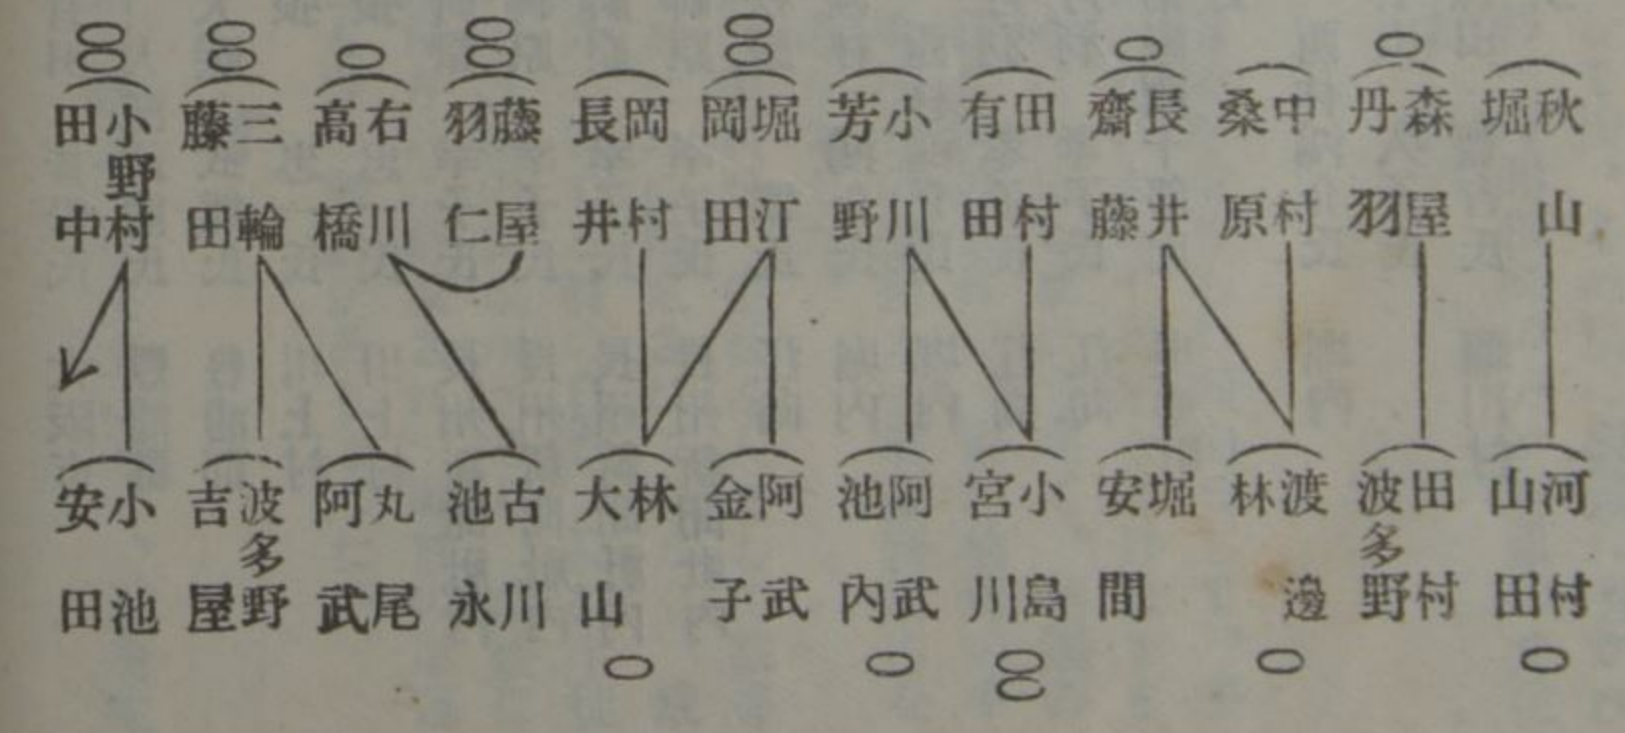 秋山
堀
森屋
丹羽
〇
中村
桑原
長井
齋藤
〇
田村
有田
小川
芳野
堀江
岡田
〇〇
岡村
長井
藤屋
羽仁
〇〇
右川
高橋
〇
三輪
藤田
〇〇
小野村
田中
〇〇
河村
山田
〇
田村
波多野
渡邊
林
〇
堀
安間
小島
宮川
〇〇
阿武
池内
〇
阿武
金子
林
大山
〇
古川
池永
丸尾
阿武
波多野
吉屋
小池
安田